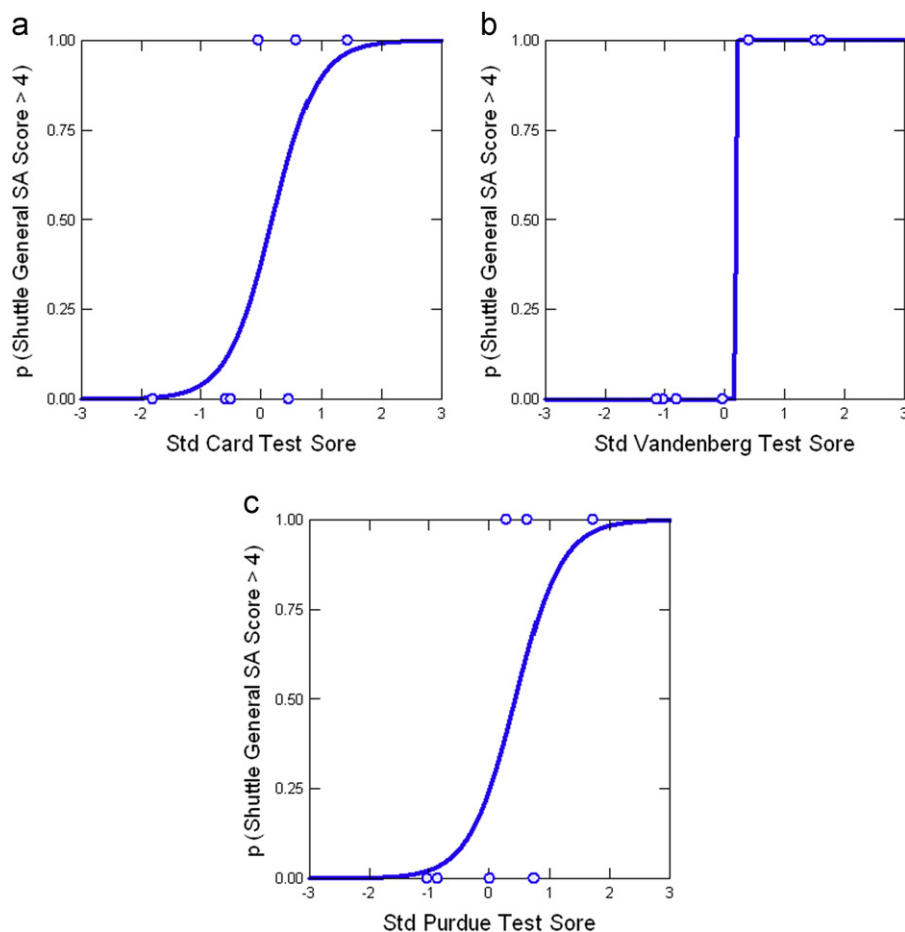 a
1.00
0.75
0.50
0.25
0.00
-3 -2 -1 0 1 2 3
p (Shuttle General SA Score > 4)
Std Card Test Sore
b
1.00
0.75
0.50
0.25
0.00
-3 -2 -1 0 1 2 3
p (Shuttle General SA Score > 4)
Std Vandenberg Test Sore
c
1.00
0.75
0.50
0.25
0.00
-3 -2 -1 0 1 2 3
p (Shuttle General SA Score > 4)
Std Purdue Test Sore